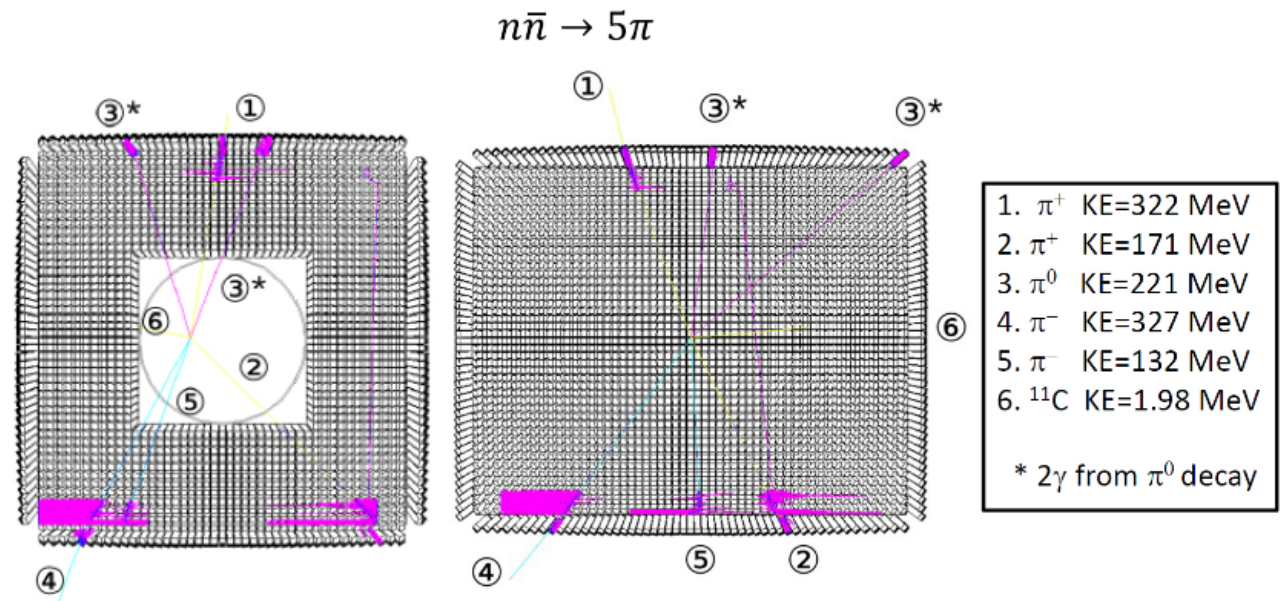 nn̄ → 5π
③* ①
⑥ ③*
②
⑤
④
① ③* ③*
⑥
④ ⑤ ②
1. π⁺ KE=322 MeV
2. π⁺ KE=171 MeV
3. π⁰ KE=221 MeV
4. π⁻ KE=327 MeV
5. π⁻ KE=132 MeV
6. ¹¹C KE=1.98 MeV
* 2γ from π⁰ decay